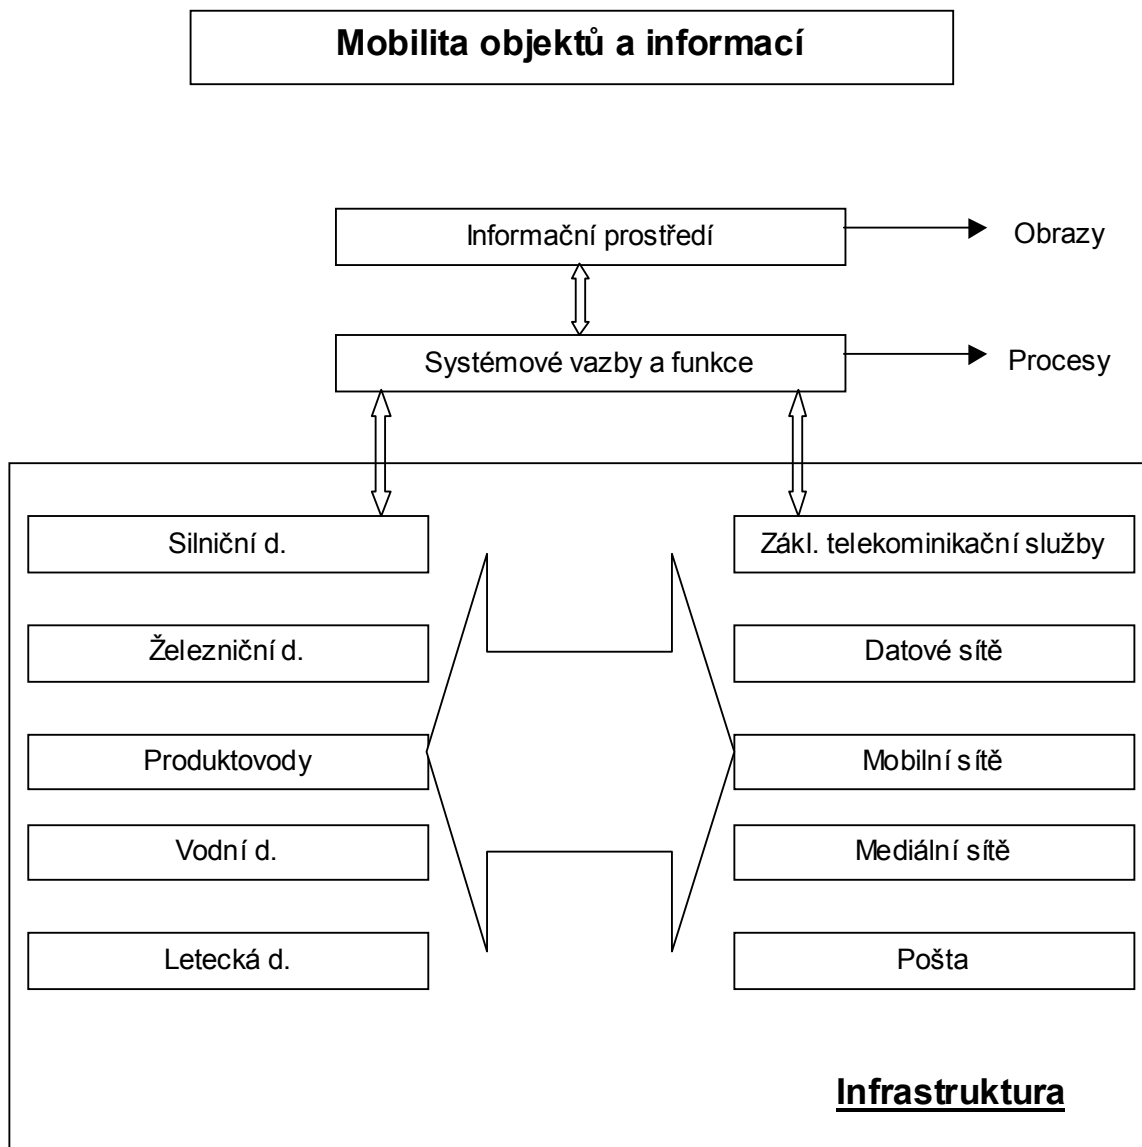 Mobilita objektů a informací
Informační prostředí
Obrazy
Systémové vazby a funkce
Procesy
Silniční d.
Zákl. telekominikační služby
Železniční d.
Datové sítě
Produktovody
Mobilní sítě
Vodní d.
Mediální sítě
Letecká d.
Pošta
Infrastruktura